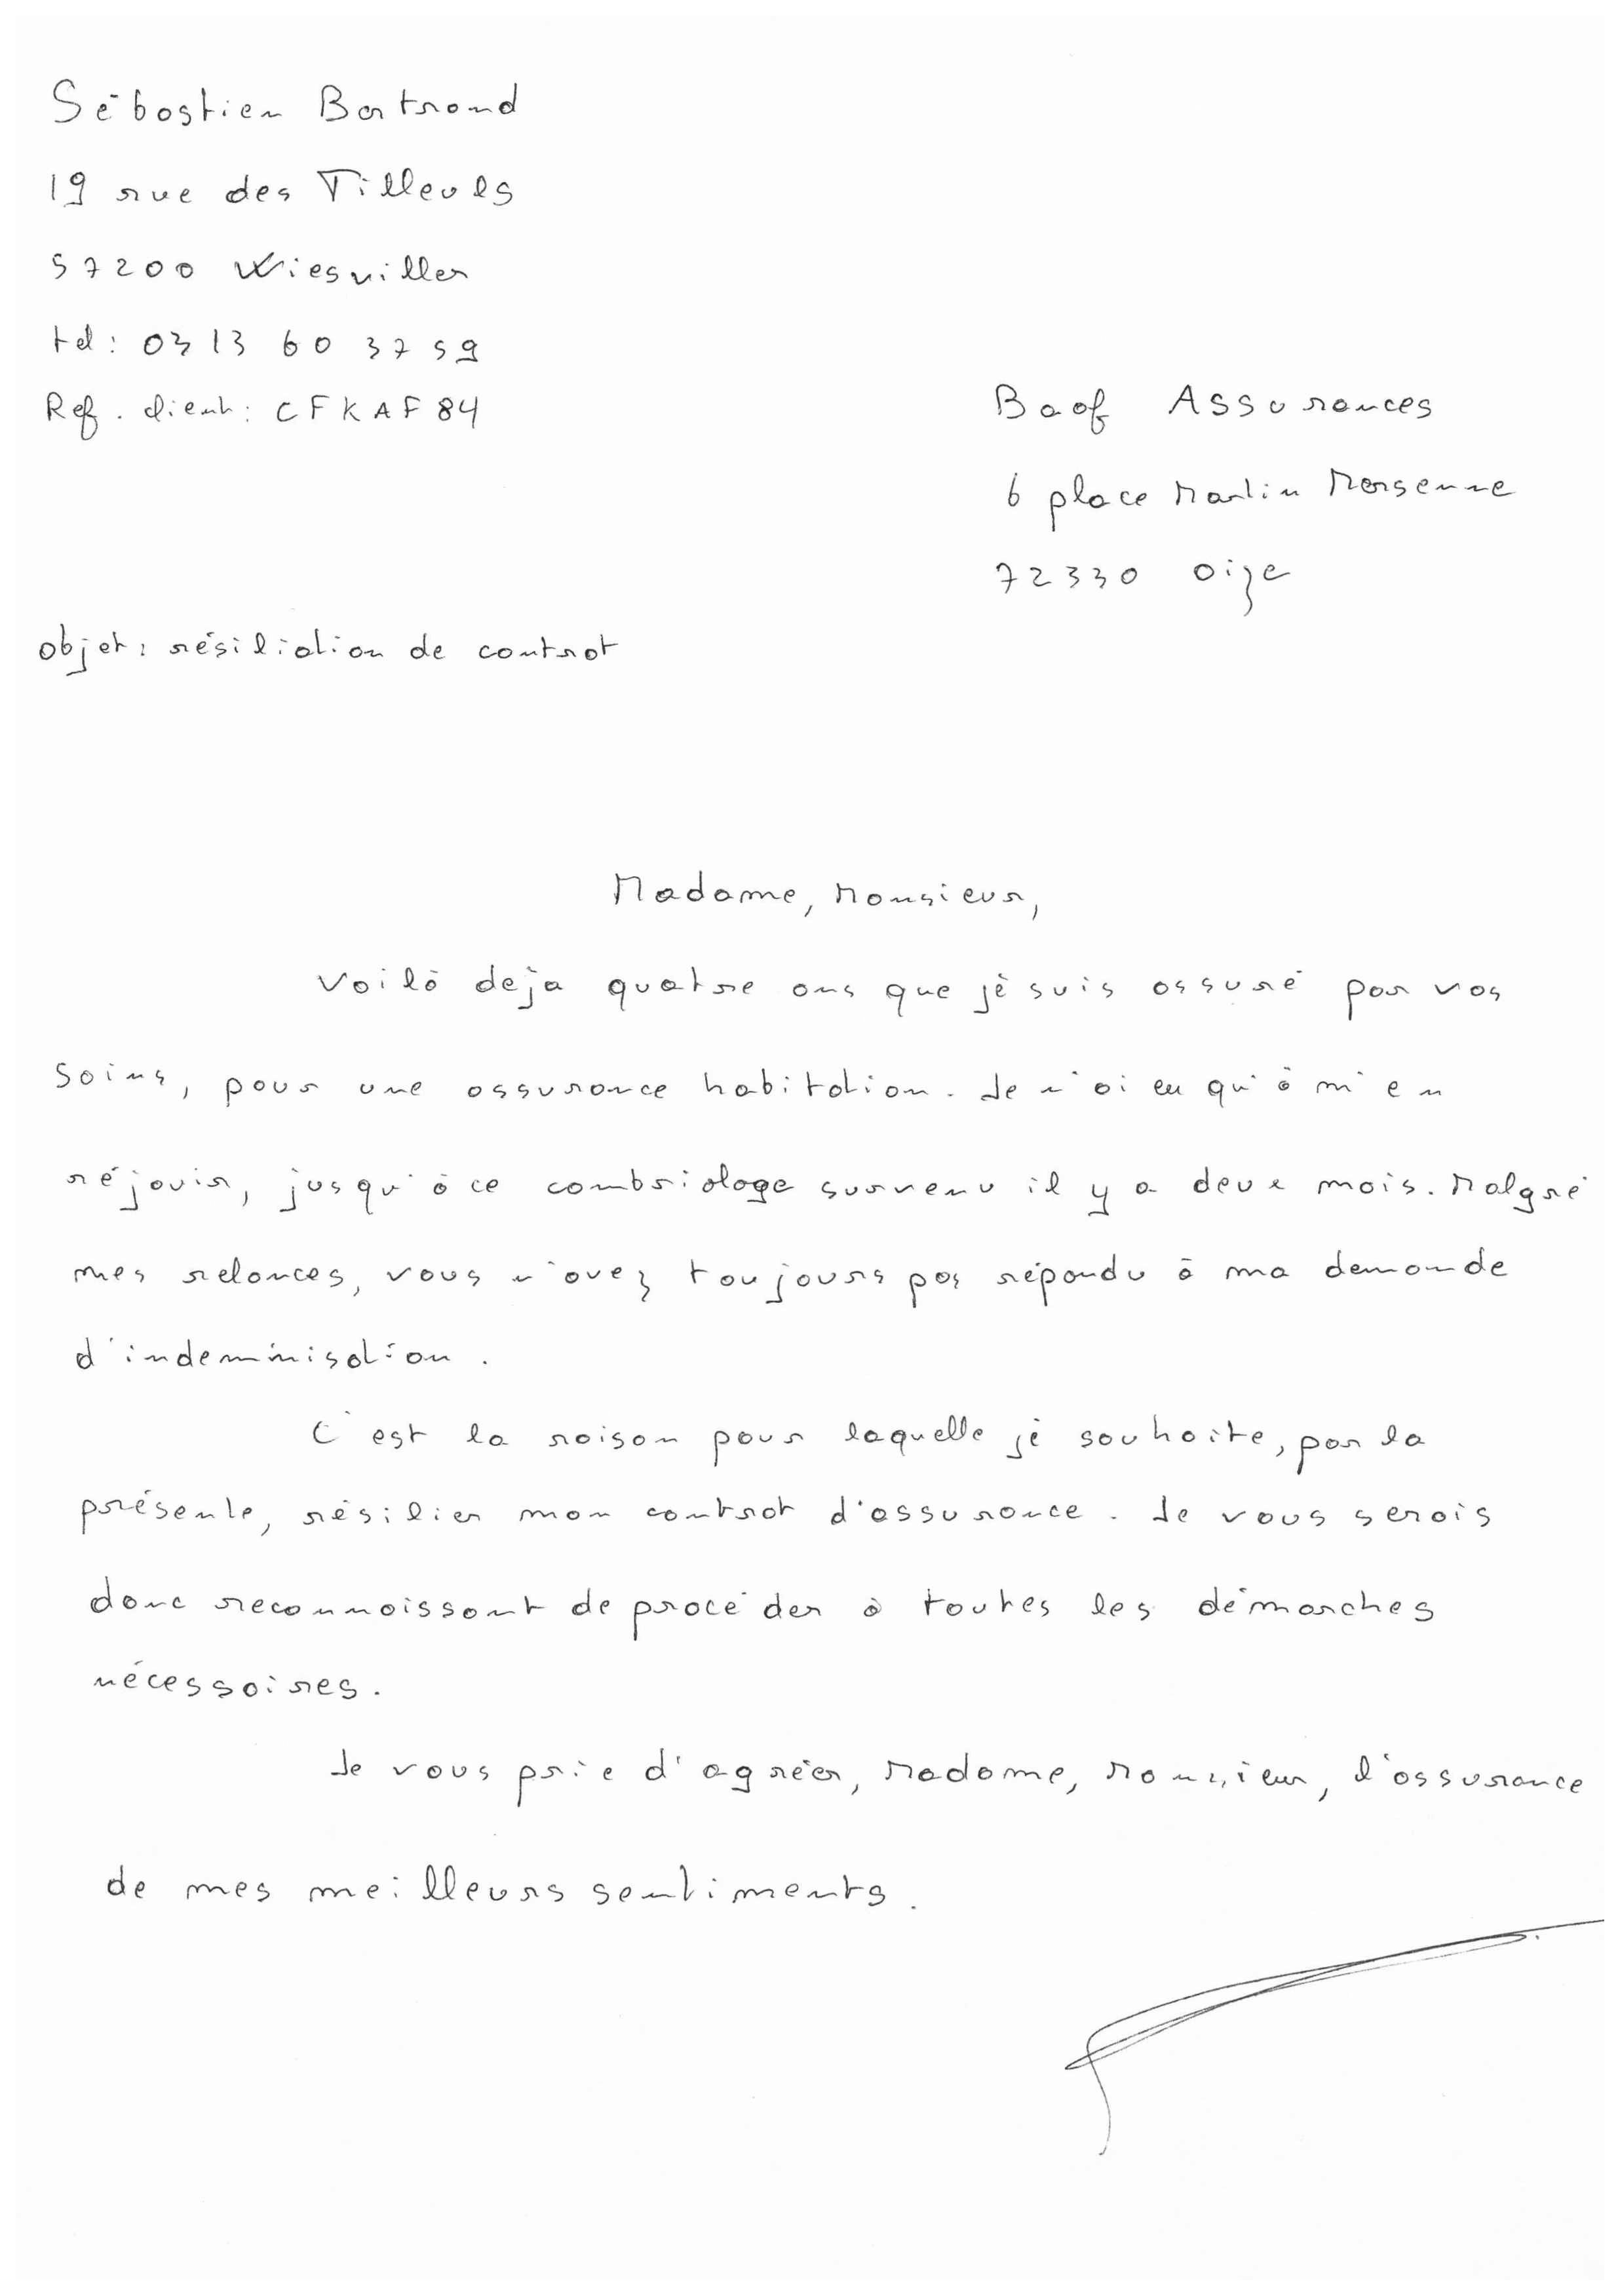 Sébastien Bartrand
19 rue des Tilleuls
57200 Wiesviller
tel : 03 13 60 37 59
Ref. client : CFKAF84
Baof Assurances
6 place Marlin Mersenne
72330 Oize
objet : résiliation de contrat
Madame, Monsieur,
Voilà deja quatre ans que je suis assuré par vos
soins, pour une assurance habitation. Je n'ai eu qu'à m'en
réjouir, jusqu'à ce cambriolage survenu il y a deux mois. Malgré
mes relances, vous n'avez toujours pas répondu à ma demande
d'indemnisation.
C'est la raison pour laquelle je souhaite, par la
présente, résilier mon contrat d'assurance. Je vous serais
donc reconnaissant de procéder à toutes les démarches
nécessaires.
Je vous prie d'agréer, Madame, Monsieur, l'assurance
de mes meilleurs sentiments.